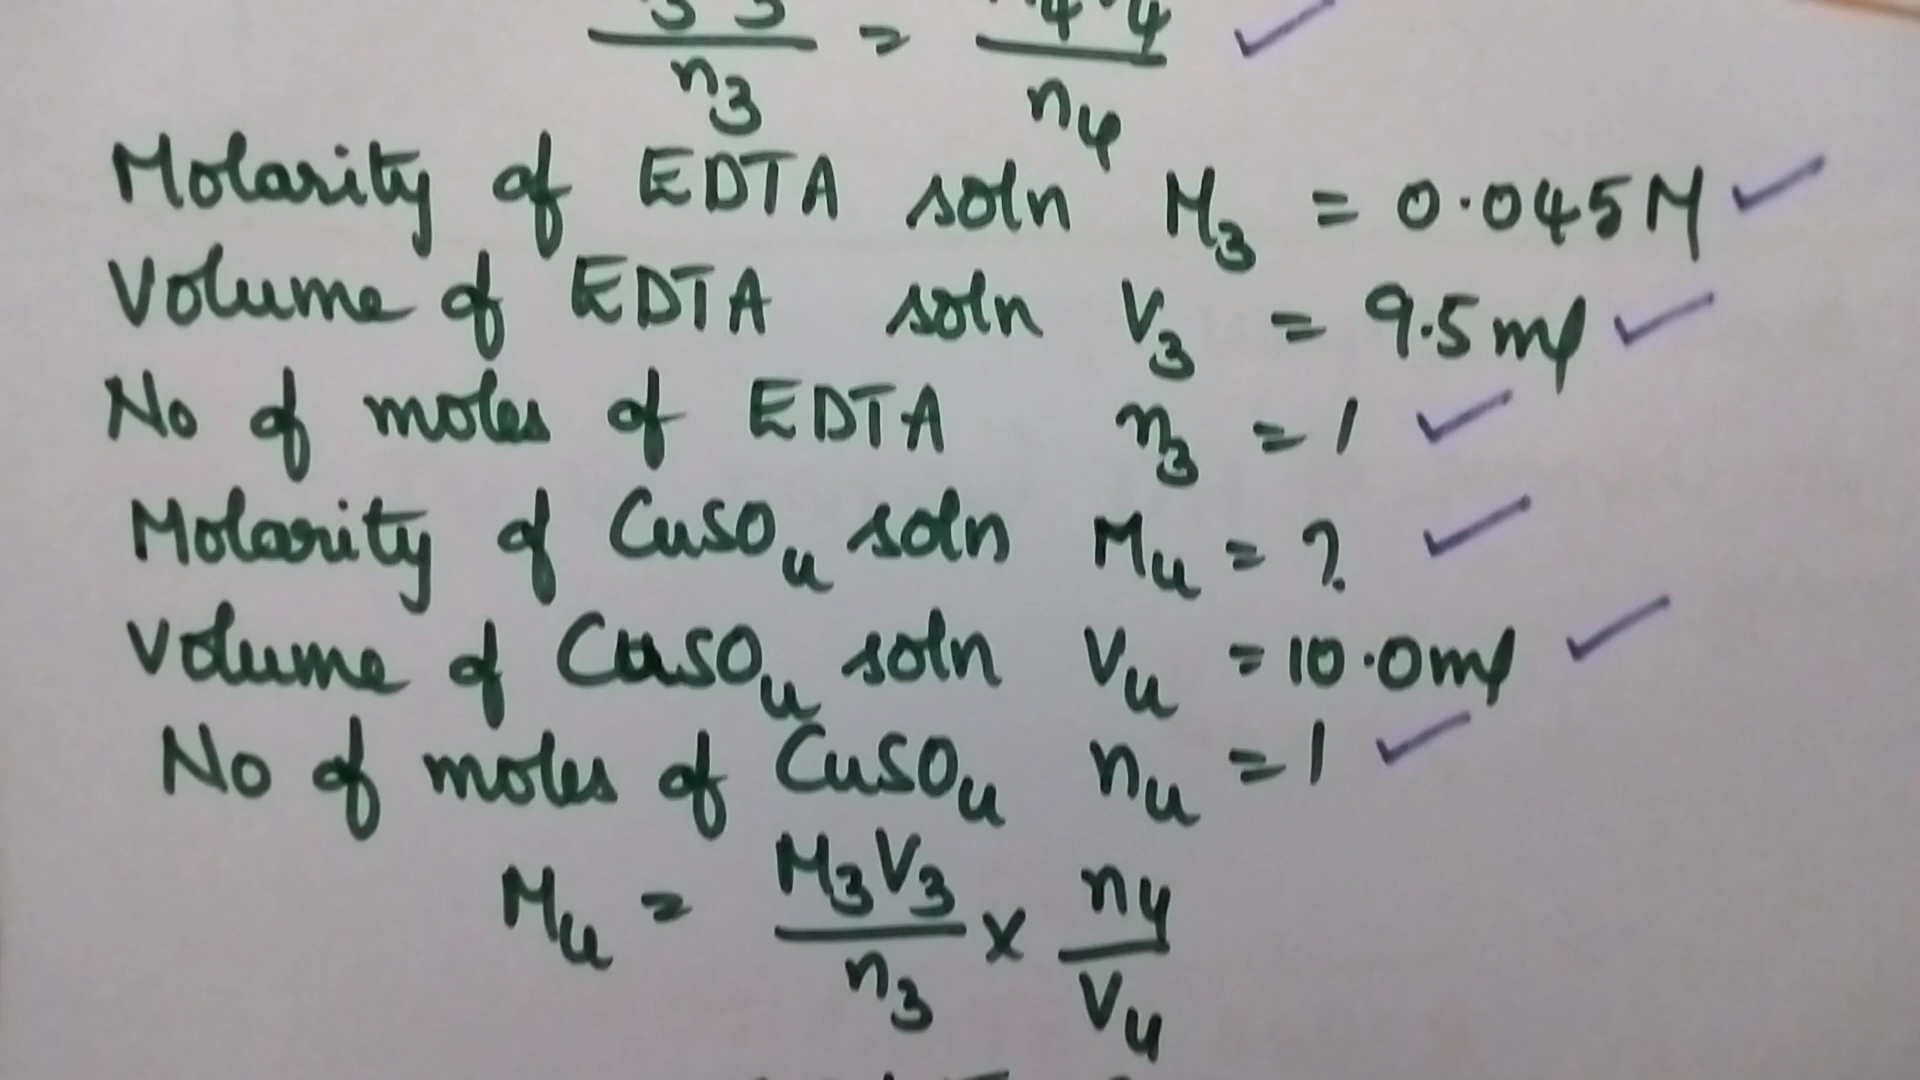 n3 = n4
Molarity of EDTA soln M3 = 0.045M
Volume of EDTA soln V3 = 9.5ml
No of moles of EDTA n3 = 1
Molarity of CuSO4 soln M4 = ?
Volume of CuSO4 soln V4 = 10.0ml
No of moles of CuSO4 n4 = 1
M4 = M3V3/n3 x n4/V4